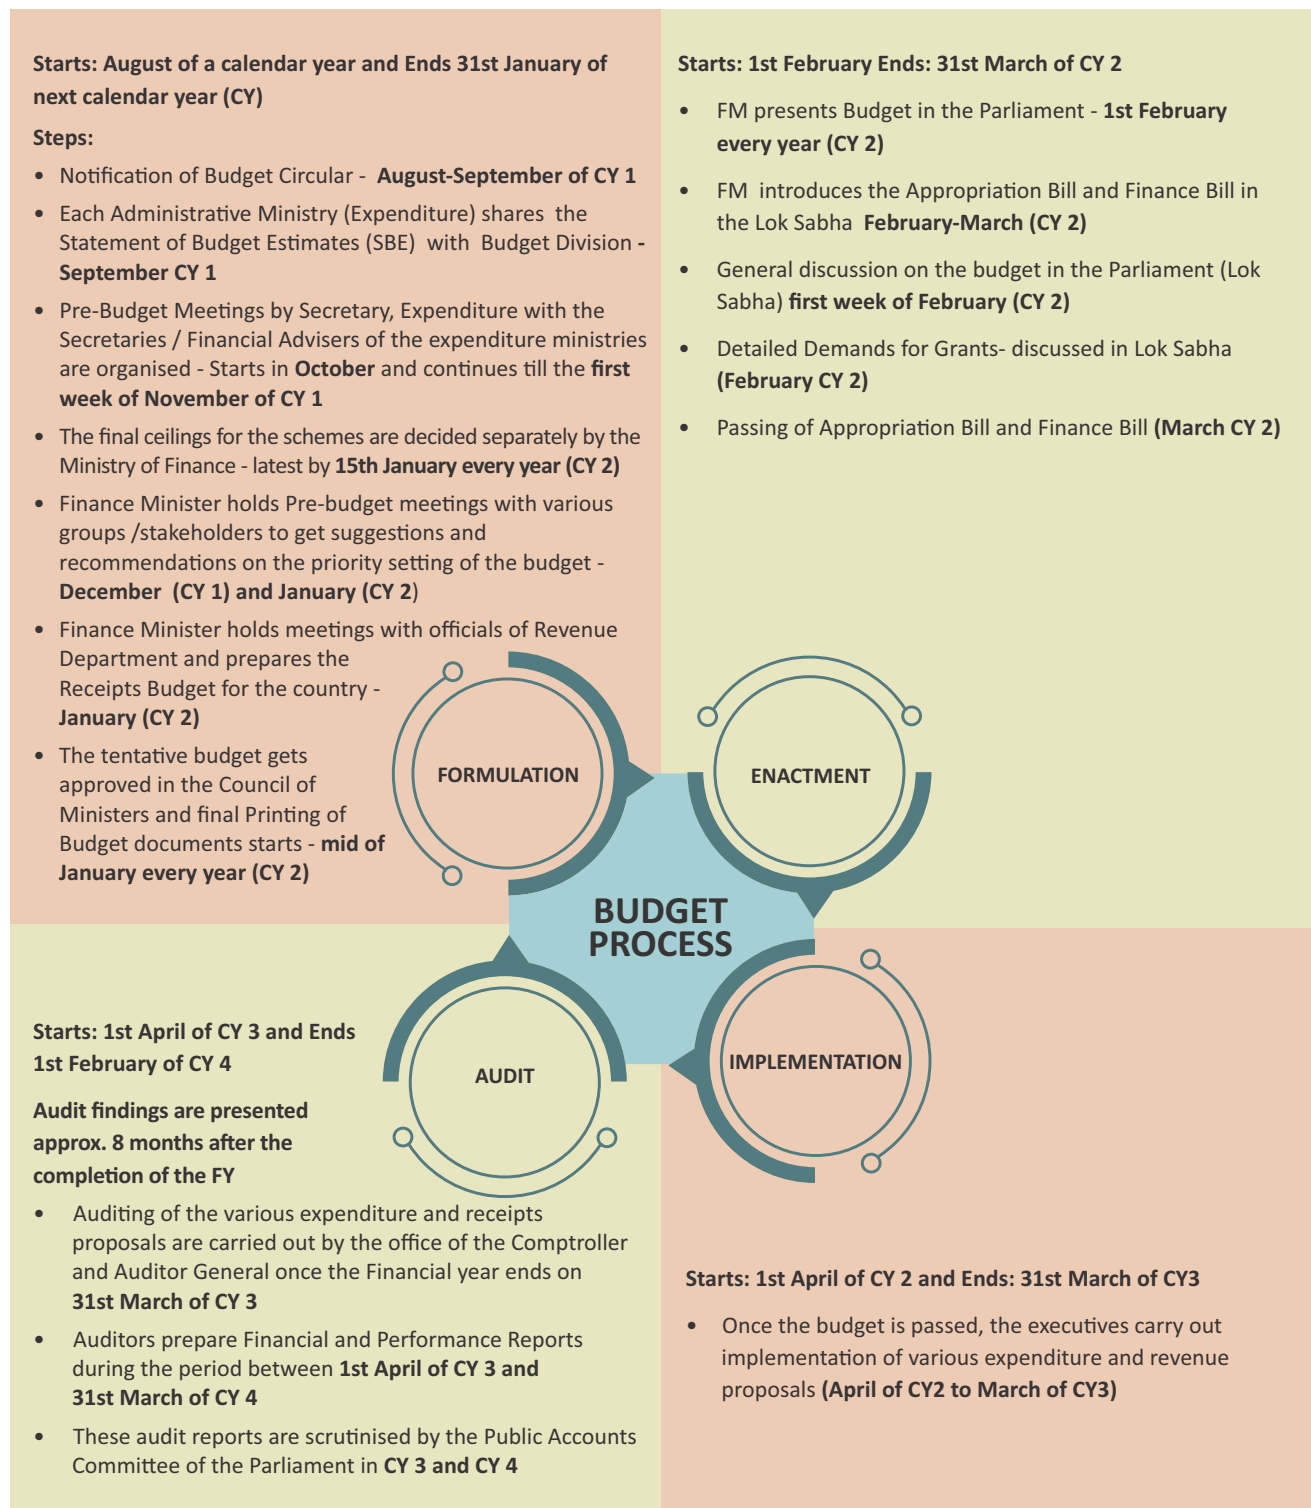 Starts: August of a calendar year and Ends 31st January of
next calendar year (CY)
Steps:
• Notification of Budget Circular - August-September of CY 1
• Each Administrative Ministry (Expenditure) shares the
Statement of Budget Estimates (SBE) with Budget Division -
September CY 1
• Pre-Budget Meetings by Secretary, Expenditure with the
Secretaries / Financial Advisers of the expenditure ministries
are organised - Starts in October and continues till the first
week of November of CY 1
• The final ceilings for the schemes are decided separately by the
Ministry of Finance - latest by 15th January every year (CY 2)
• Finance Minister holds Pre-budget meetings with various
groups /stakeholders to get suggestions and
recommendations on the priority setting of the budget -
December (CY 1) and January (CY 2)
• Finance Minister holds meetings with officials of Revenue
Department and prepares the
Receipts Budget for the country -
January (CY 2)
• The tentative budget gets
approved in the Council of
Ministers and final Printing of
Budget documents starts - mid of
January every year (CY 2)
FORMULATION
Starts: 1st February Ends: 31st March of CY 2
• FM presents Budget in the Parliament - 1st February
every year (CY 2)
• FM introduces the Appropriation Bill and Finance Bill in
the Lok Sabha February-March (CY 2)
• General discussion on the budget in the Parliament (Lok
Sabha) first week of February (CY 2)
• Detailed Demands for Grants- discussed in Lok Sabha
(February CY 2)
• Passing of Appropriation Bill and Finance Bill (March CY 2)
ENACTMENT
BUDGET
PROCESS
Starts: 1st April of CY 3 and Ends
1st February of CY 4
Audit findings are presented
approx. 8 months after the
completion of the FY
AUDIT
• Auditing of the various expenditure and receipts
proposals are carried out by the office of the Comptroller
and Auditor General once the Financial year ends on
31st March of CY 3
• Auditors prepare Financial and Performance Reports
during the period between 1st April of CY 3 and
31st March of CY 4
• These audit reports are scrutinised by the Public Accounts
Committee of the Parliament in CY 3 and CY 4
IMPLEMENTATION
Starts: 1st April of CY 2 and Ends: 31st March of CY3
• Once the budget is passed, the executives carry out
implementation of various expenditure and revenue
proposals (April of CY2 to March of CY3)